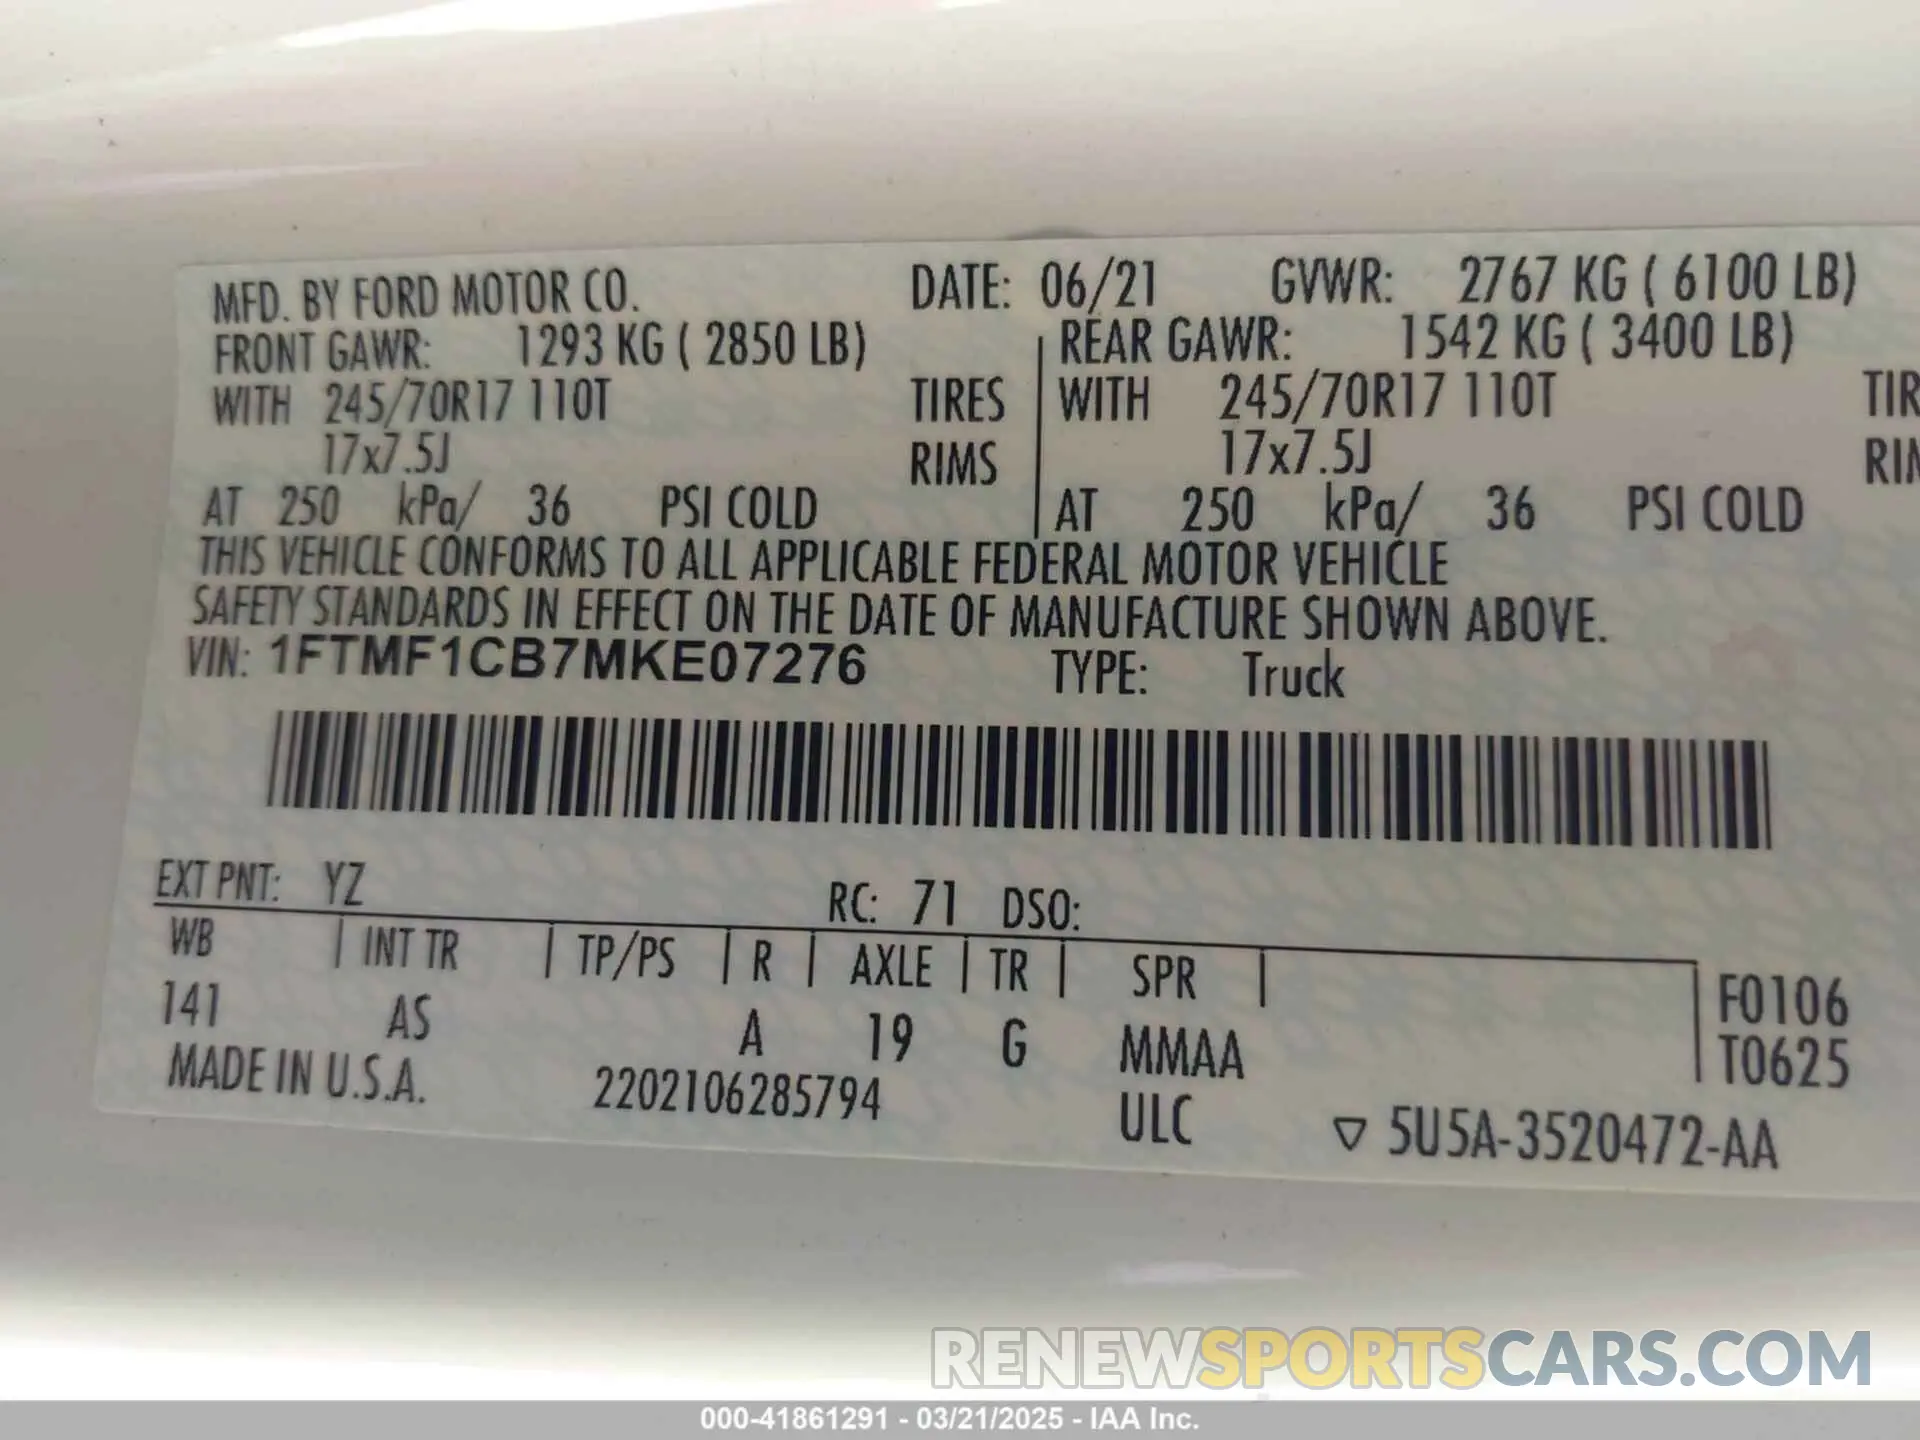 MFD. BY FORD MOTOR CO. DATE: 06/21 GVWR: 2767 KG ( 6100 LB)
FRONT GAWR: 1293 KG ( 2850 LB) REAR GAWR: 1542 KG ( 3400 LB)
WITH 245/70R17 110T TIRES WITH 245/70R17 110T TIR
17x7.5J RIMS 17x7.5J RIM
AT 250 kPa/ 36 PSI COLD AT 250 kPa/ 36 PSI COLD
THIS VEHICLE CONFORMS TO ALL APPLICABLE FEDERAL MOTOR VEHICLE
SAFETY STANDARDS IN EFFECT ON THE DATE OF MANUFACTURE SHOWN ABOVE.
VIN: 1FTMF1CB7MKE07276 TYPE: Truck
EXT PNT: YZ RC: 71 DSO:
WB | INT TR | TP/PS | R | AXLE | TR | SPR | F0106
141 AS A 19 G MMAA T0625
MADE IN U.S.A. 2202106285794 ULC ▽ 5U5A-3520472-AA
RENEWSPORTSCARS.COM
000-41861291 - 03/21/2025 - IAA Inc.